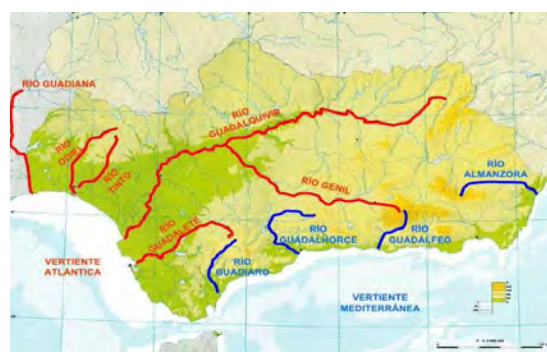 RÍO GUADIANA
RÍO
ODIEL
RÍO
TINTO
RÍO
GUADALQUIVIR
RÍO GENIL
RÍO
ALMANZORA
RÍO
GUADALETE
RÍO
GUADIARO
RÍO
GUADALHORCE
RÍO
GUADALFEO
VERTIENTE
ATLÁNTICA
VERTIENTE
MEDITERRÁNEA